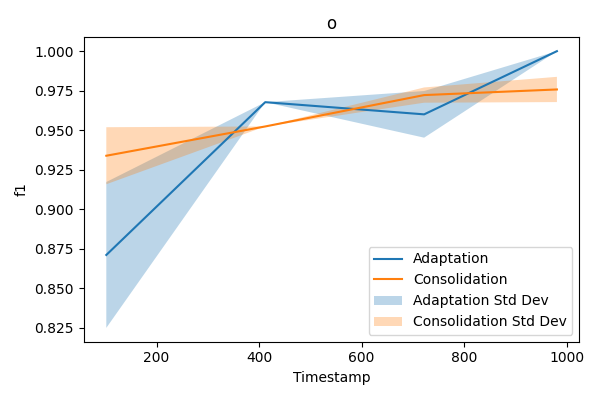 o
1.000
0.975
0.950
0.925
0.900
0.875
0.850
0.825
f1
200
400
600
800
1000
Timestamp
Adaptation
Consolidation
Adaptation Std Dev
Consolidation Std Dev